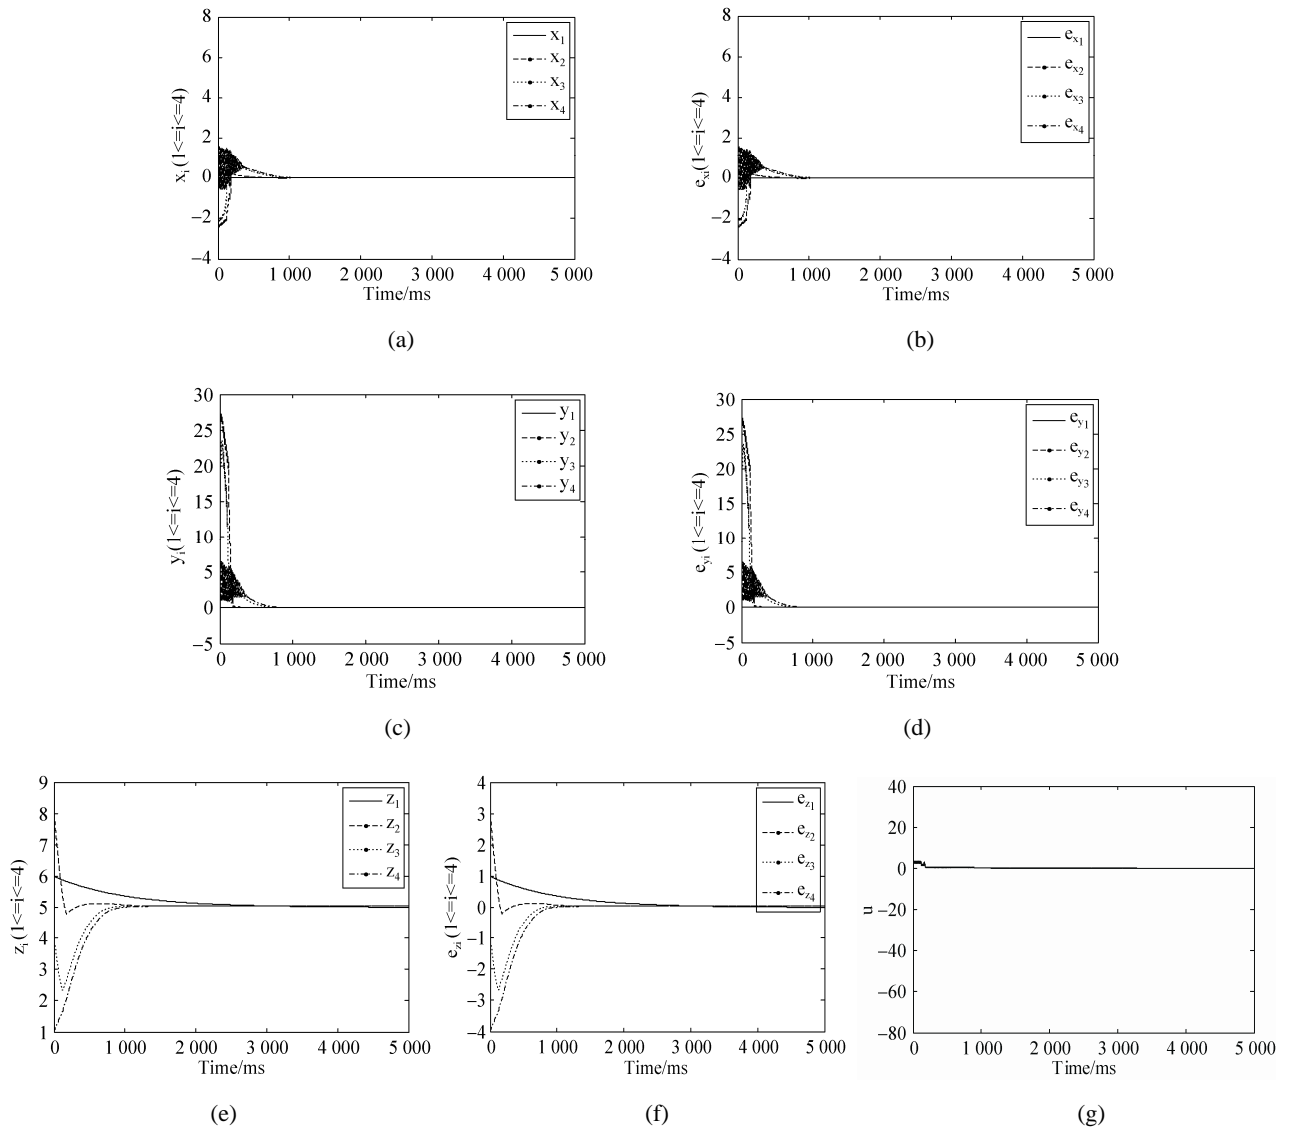 8
6
4
2
0
−2
−4
x_i(1<=i<=4)
x_1
x_2
x_3
x_4
0 1 000 2 000 3 000 4 000 5 000
Time/ms
(a)
8
6
4
2
0
−2
−4
e_xi(1<=i<=4)
e_x1
e_x2
e_x3
e_x4
0 1 000 2 000 3 000 4 000 5 000
Time/ms
(b)
30
25
20
15
10
5
0
−5
y_i(1<=i<=4)
y_1
y_2
y_3
y_4
0 1 000 2 000 3 000 4 000 5 000
Time/ms
(c)
30
25
20
15
10
5
0
−5
e_yi(1<=i<=4)
e_y1
e_y2
e_y3
e_y4
0 1 000 2 000 3 000 4 000 5 000
Time/ms
(d)
9
8
7
6
5
4
3
2
1
z_i(1<=i<=4)
z_1
z_2
z_3
z_4
0 1 000 2 000 3 000 4 000 5 000
Time/ms
(e)
4
3
2
1
0
−1
−2
−3
−4
e_zi(1<=i<=4)
e_z1
e_z2
e_z3
e_z4
0 1 000 2 000 3 000 4 000 5 000
Time/ms
(f)
40
20
0
−20
−40
−60
−80
u
0 1 000 2 000 3 000 4 000 5 000
Time/ms
(g)